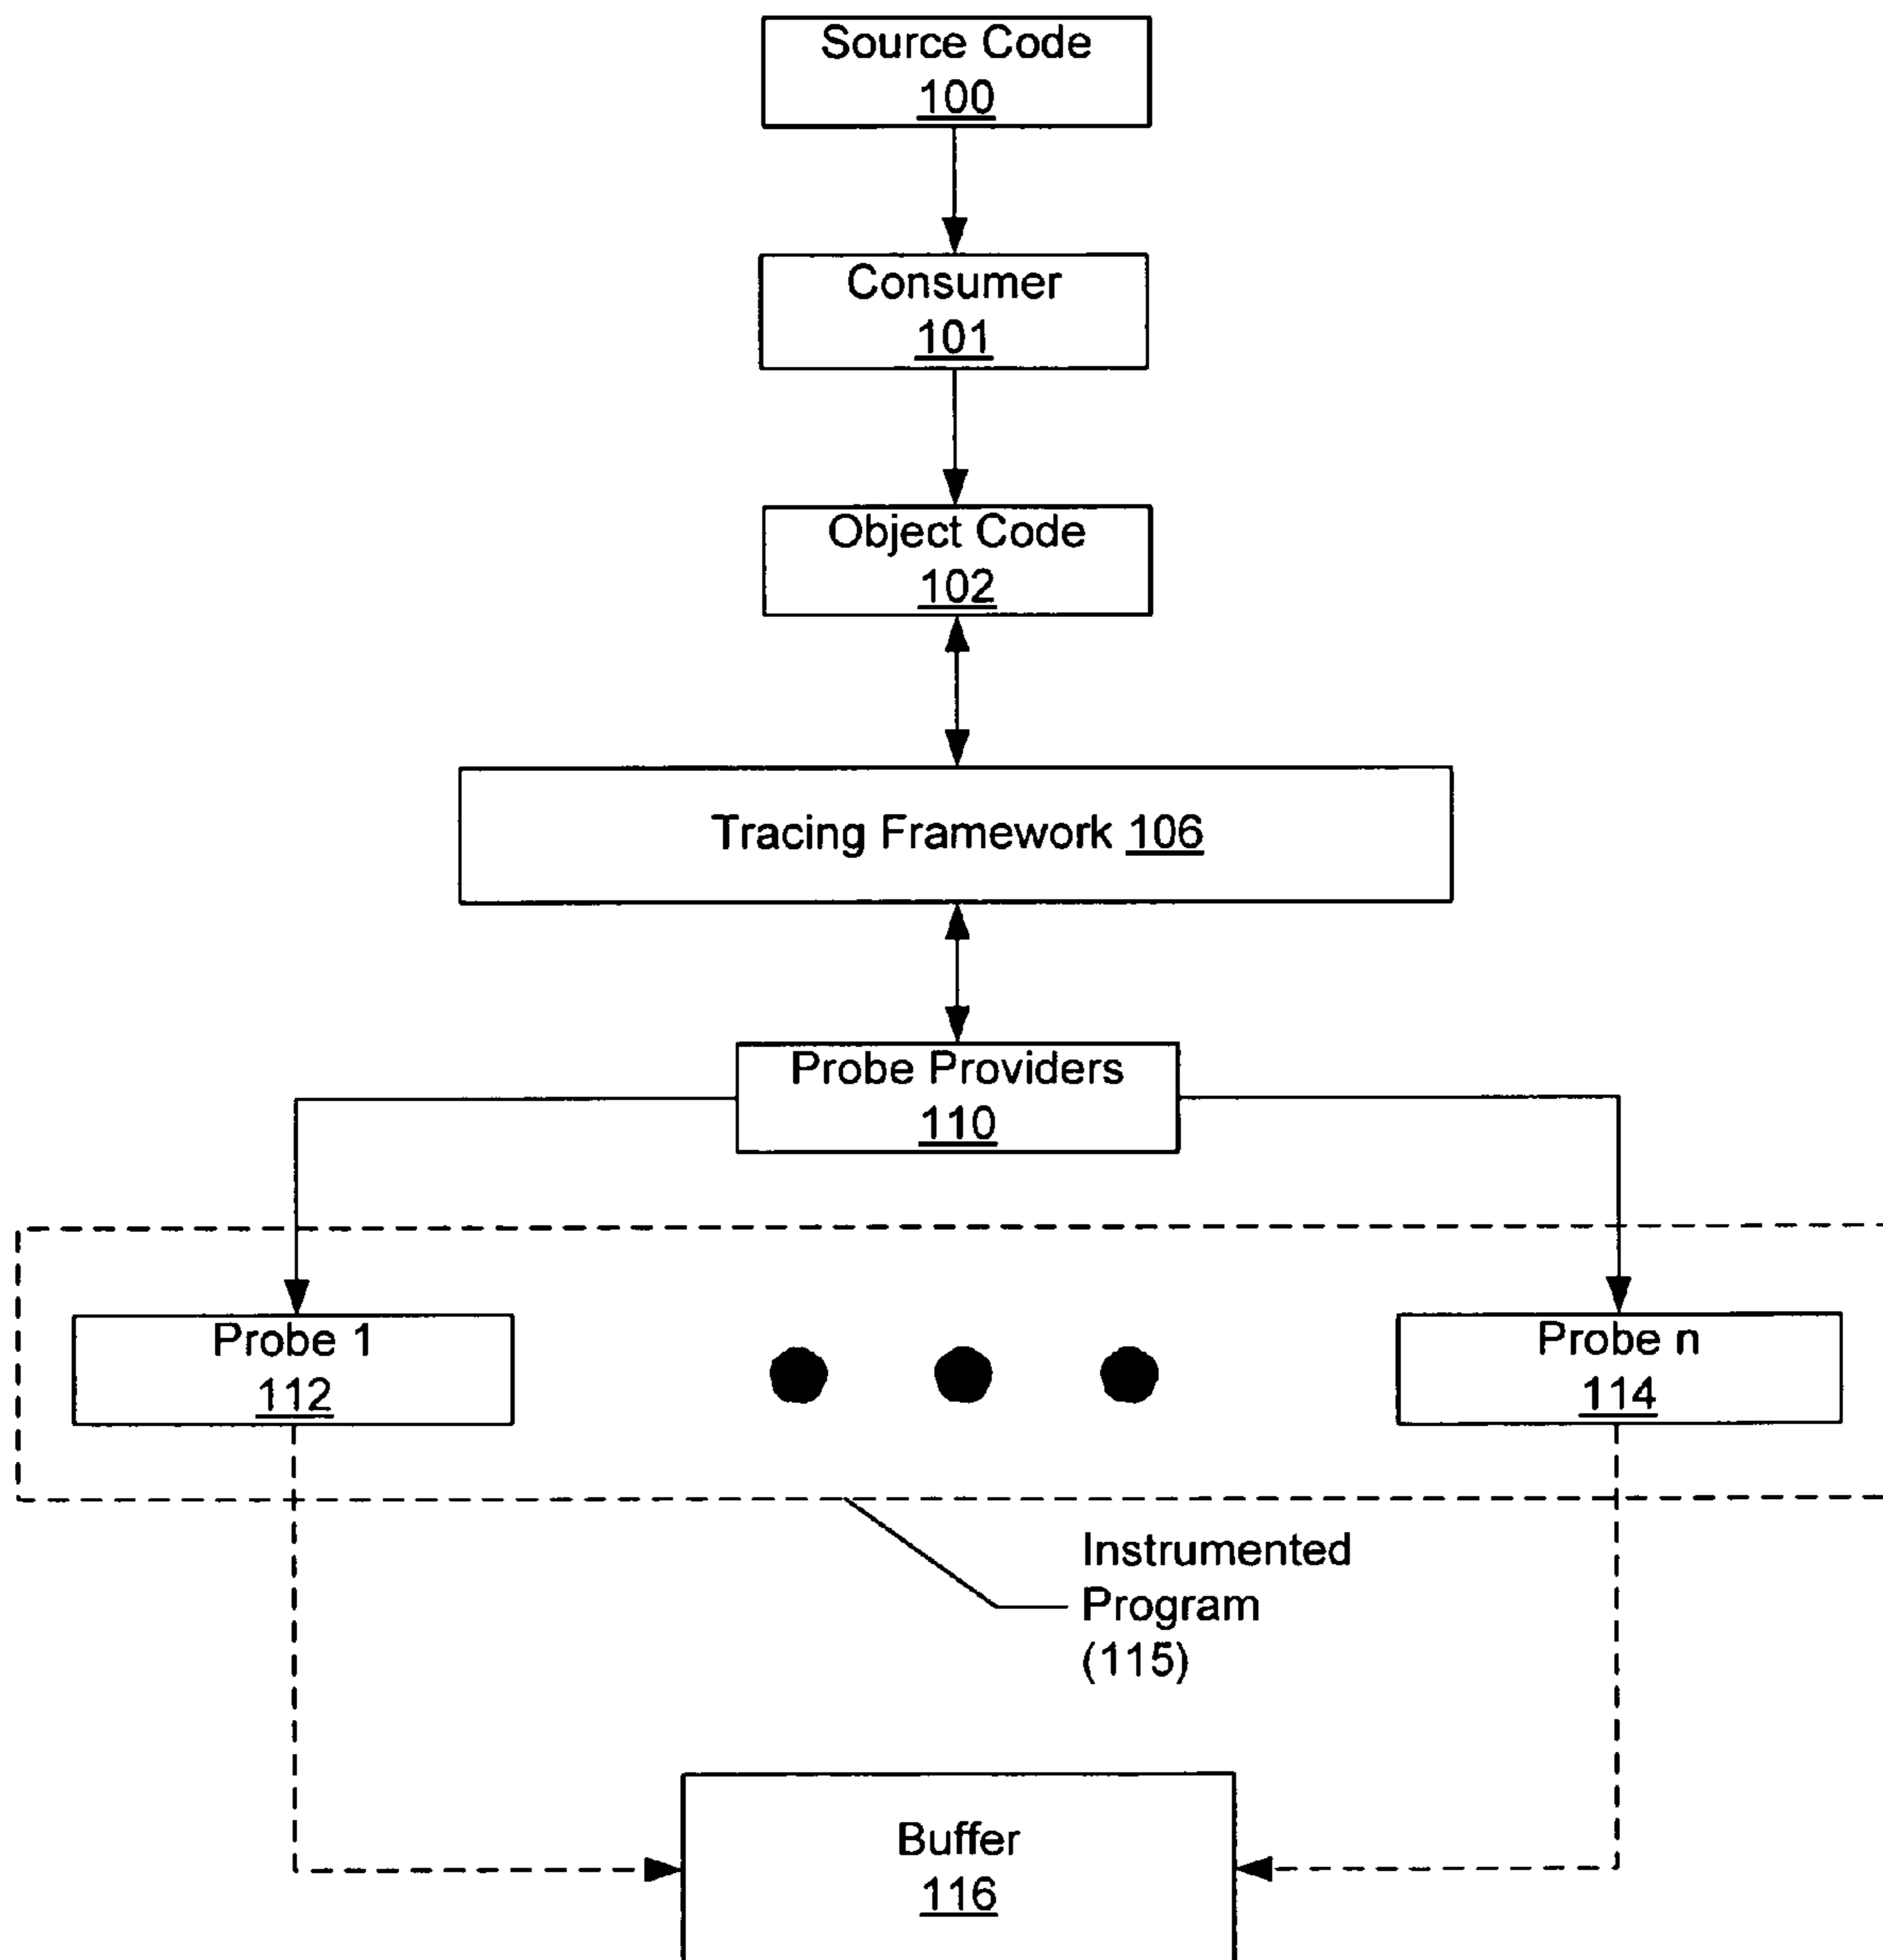 Source Code
100
Consumer
101
Object Code
102
Tracing Framework 106
Probe Providers
110
Probe 1
112
Probe n
114
Instrumented
Program
(115)
Buffer
116